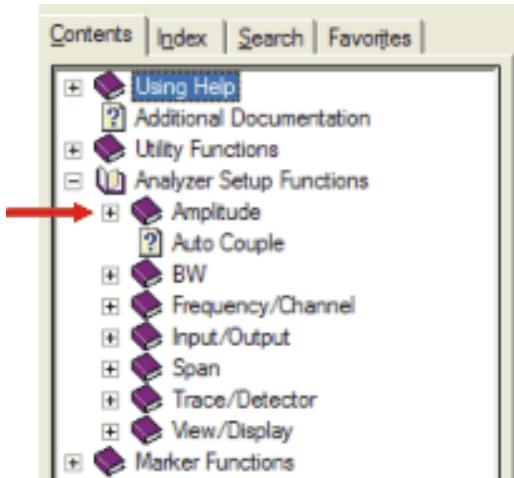 Contents Index Search Favorites
Using Help
Additional Documentation
Utility Functions
Analyzer Setup Functions
Amplitude
Auto Couple
BW
Frequency/Channel
Input/Output
Span
Trace/Detector
View/Display
Marker Functions